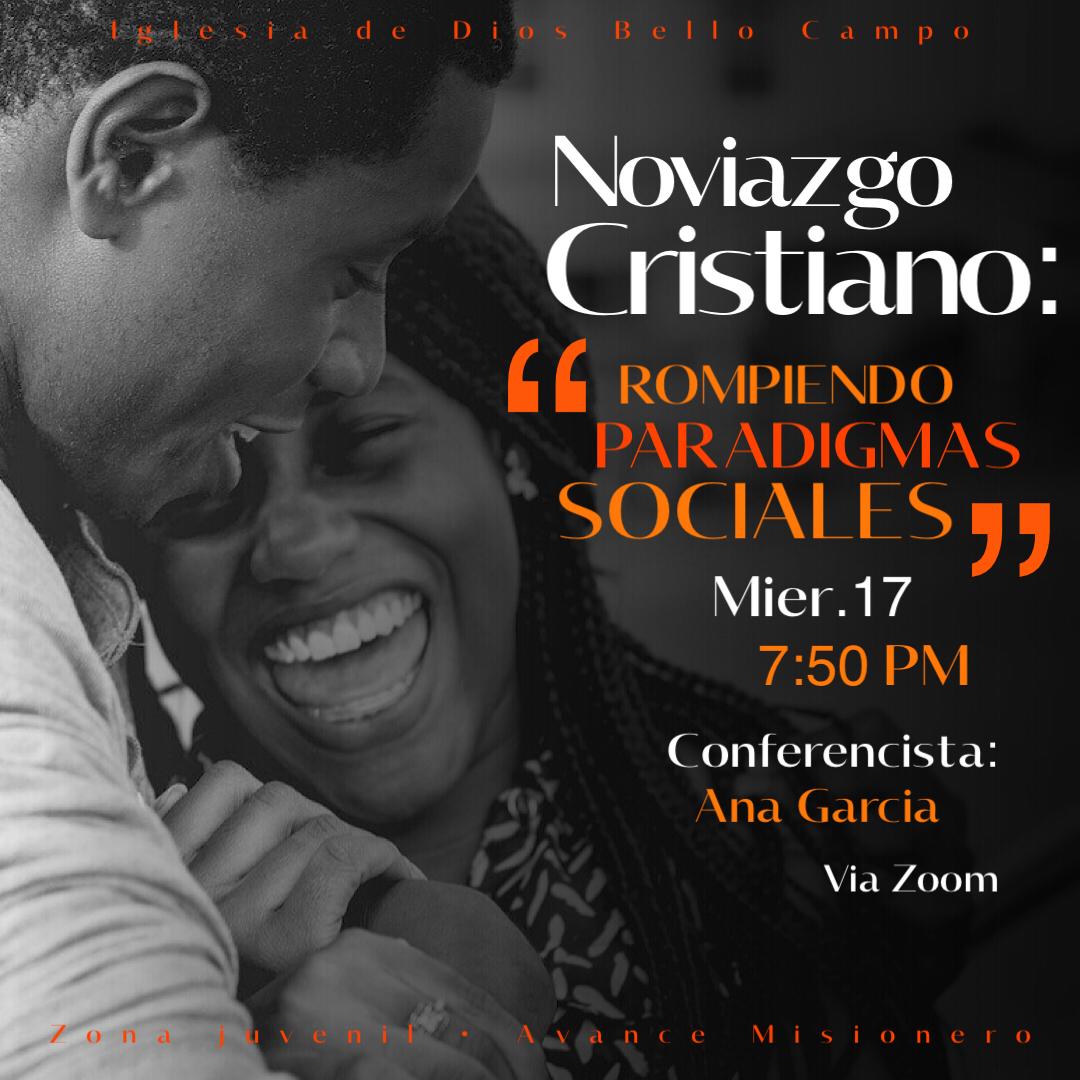 Iglesia de Dios Bello Campo
Noviazgo
Cristiano:
“ ROMPIENDO
PARADIGMAS
SOCIALES ”
Mier.17
7:50 PM
Conferencista:
Ana Garcia
Via Zoom
Zona juvenil • Avance Misionero